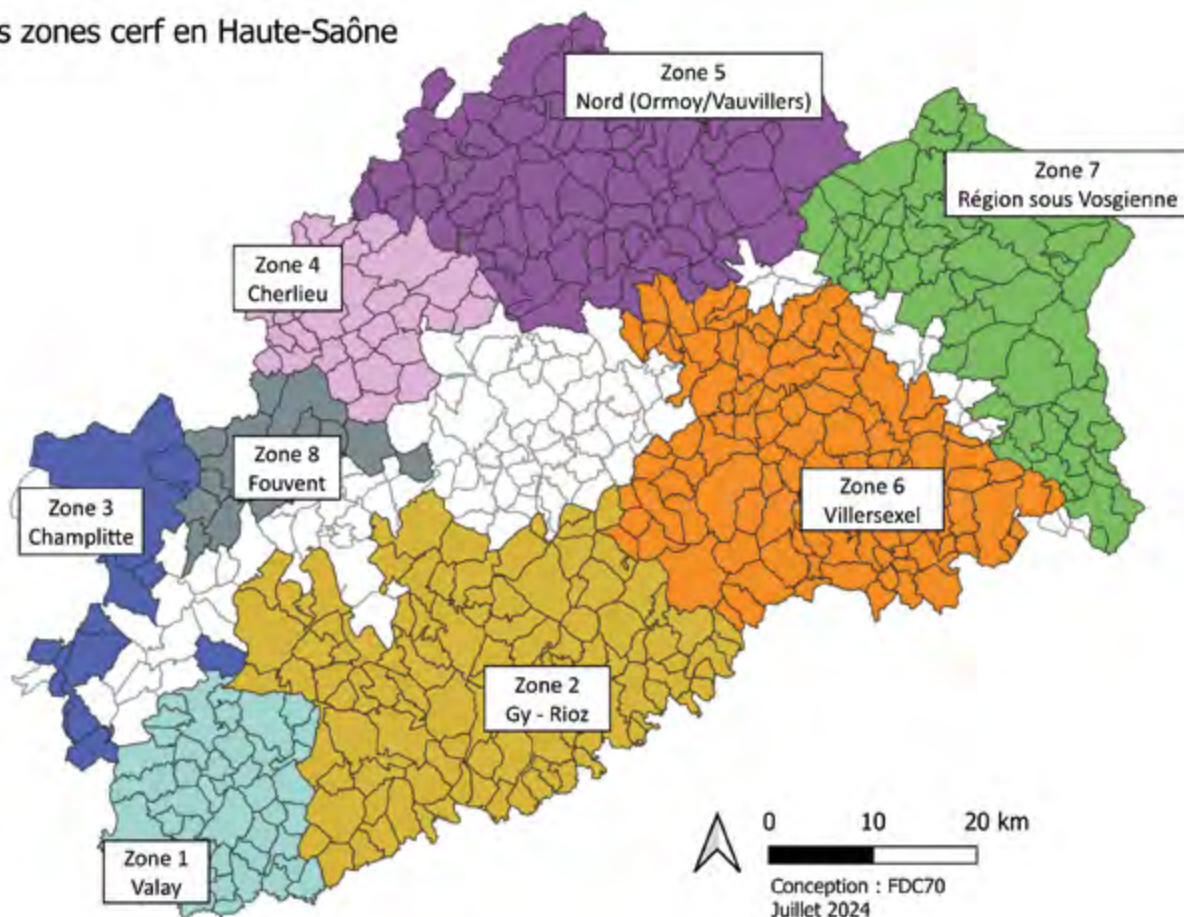 s zones cerf en Haute-Saône
Zone 5
Nord (Ormoy/Vauvillers)
Zone 7
Région sous Vosgienne
Zone 4
Cherlieu
Zone 8
Fouvent
Zone 3
Champlitte
Zone 6
Villersexel
Zone 2
Gy - Rioz
Zone 1
Valay
0 10 20 km
Conception : FDC70
Juillet 2024